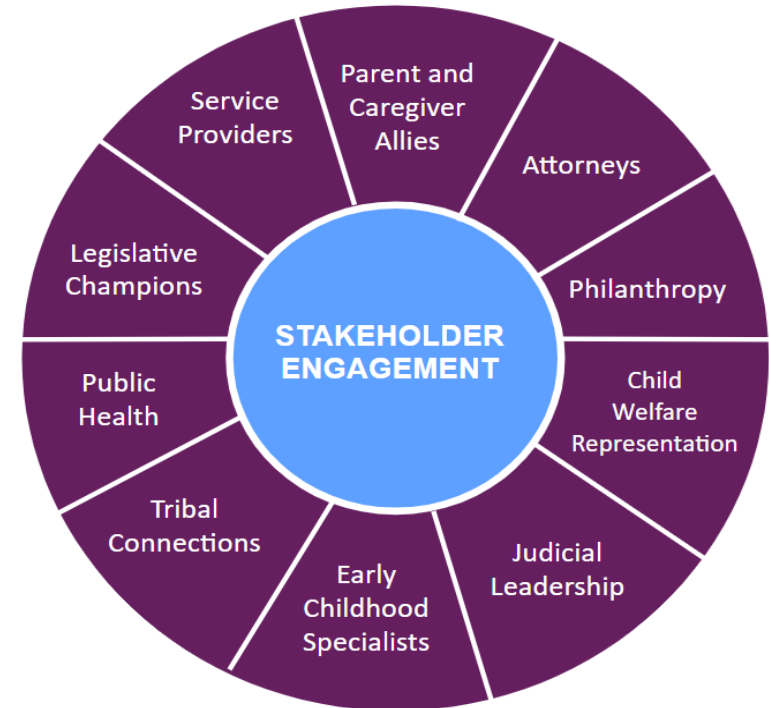 Parent and
Caregiver
Allies
Attorneys
Philanthropy
Child
Welfare
Representation
Judicial
Leadership
Early
Childhood
Specialists
Tribal
Connections
Public
Health
Legislative
Champions
Service
Providers
STAKEHOLDER
ENGAGEMENT